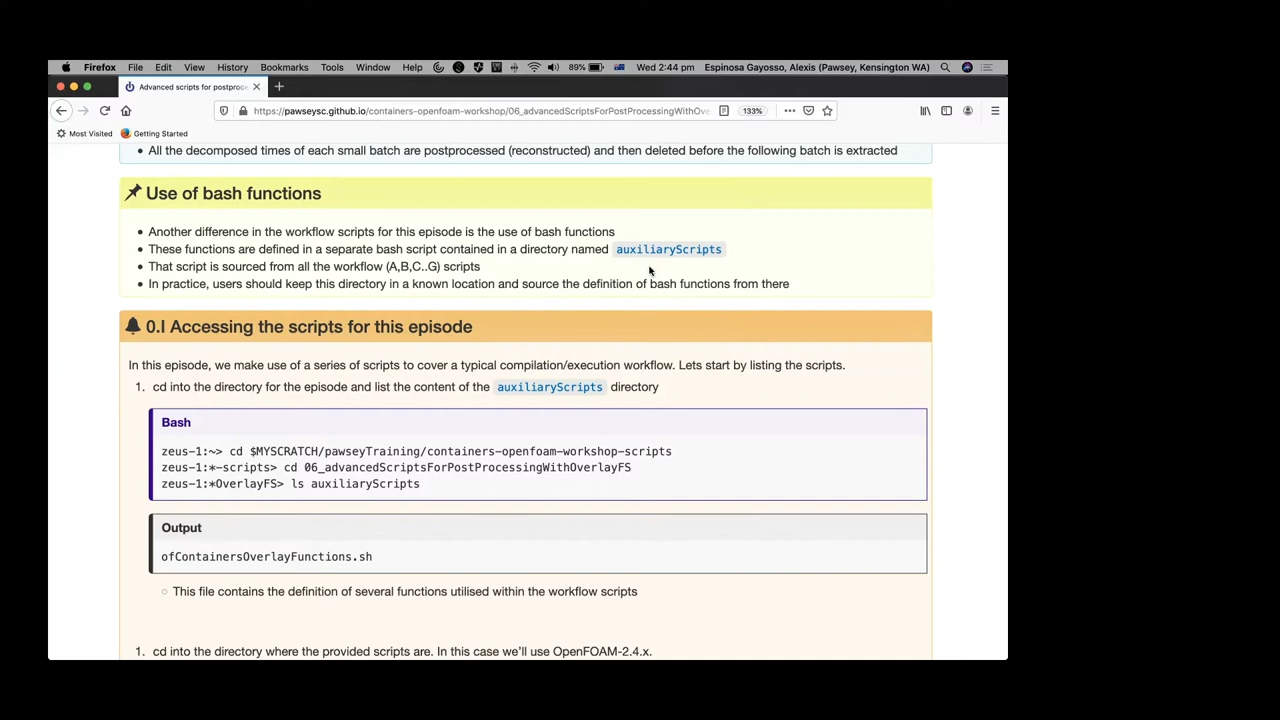 Firefox File Edit View History Bookmarks Tools Window Help 89% Wed 2:44 pm Espinosa Gayosso, Alexis (Pawsey, Kensington WA)
Advanced scripts for postproce
https://pawseysc.github.io/containers-openfoam-workshop/06_advancedScriptsForPostProcessingWithOve 133%
Most Visited Getting Started
All the decomposed times of each small batch are postprocessed (reconstructed) and then deleted before the following batch is extracted
Use of bash functions
Another difference in the workflow scripts for this episode is the use of bash functions
These functions are defined in a separate bash script contained in a directory named auxiliaryScripts
That script is sourced from all the workflow (A,B,C..G) scripts
In practice, users should keep this directory in a known location and source the definition of bash functions from there
0.I Accessing the scripts for this episode
In this episode, we make use of a series of scripts to cover a typical compilation/execution workflow. Lets start by listing the scripts.
1. cd into the directory for the episode and list the content of the auxiliaryScripts directory
Bash
zeus-1:~> cd $MYSCRATCH/pawseyTraining/containers-openfoam-workshop-scripts
zeus-1:*-scripts> cd 06_advancedScriptsForPostProcessingWithOverlayFS
zeus-1:*OverlayFS> ls auxiliaryScripts
Output
ofContainersOverlayFunctions.sh
This file contains the definition of several functions utilised within the workflow scripts
1. cd into the directory where the provided scripts are. In this case we'll use OpenFOAM-2.4.x.